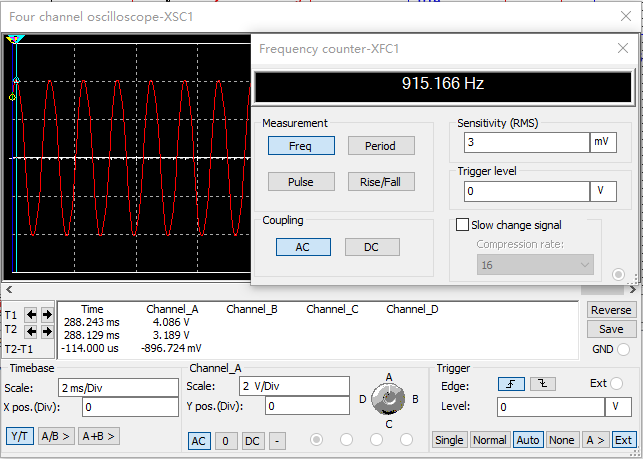 Four channel oscilloscope-XSC1
Frequency counter-XFC1
915.166 Hz
Measurement
Freq
Period
Pulse
Rise/Fall
Coupling
AC
DC
Sensitivity (RMS)
3
mV
Trigger level
0
V
Slow change signal
Compression rate:
16
T1
T2
T2-T1
Time Channel_A Channel_B Channel_C Channel_D
288.243 ms 4.086 V
288.129 ms 3.189 V
-114.000 us -896.724 mV
Reverse
Save
GND
Timebase
Scale: 2 ms/Div
X pos.(Div): 0
Y/T A/B > A+B >
Channel_A
Scale: 2 V/Div
Y pos.(Div): 0
AC 0 DC -
A
D B
C
Trigger
Edge: Ext
Level: 0 V
Single Normal Auto None A > Ext